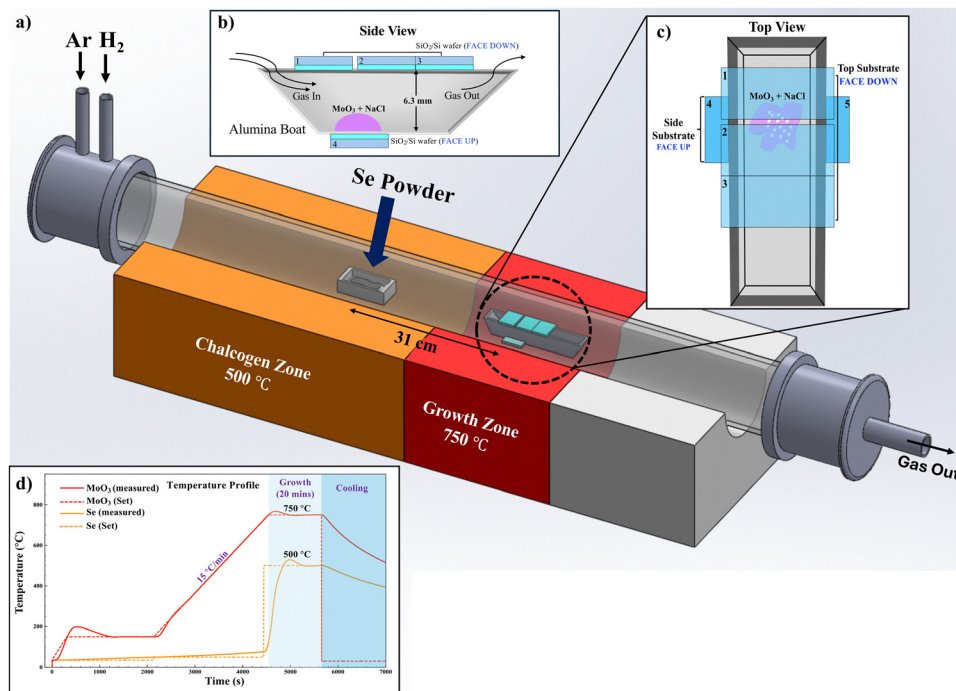 a)
Ar H₂
b)
Side View
SiO₂/Si wafer (FACE DOWN)
1 2 3
Gas In
6.3 mm
Gas Out
MoO₃ + NaCl
Alumina Boat
4
SiO₂/Si wafer (FACE UP)
c)
Top View
1
Top Substrate
FACE DOWN
MoO₃ + NaCl
4
5
Side
Substrate
FACE UP
2
3
Se Powder
31 cm
Chalcogen Zone
500 ℃
Growth Zone
750 ℃
Gas Out
d)
MoO₃ (measured)
MoO₃ (Set)
Se (measured)
Se (Set)
Temperature Profile
Growth
(20 mins)
Cooling
750 °C
500 °C
15 °C/min
Temperature (°C)
800
600
400
200
0
0 1000 2000 3000 4000 5000 6000 7000
Time (s)